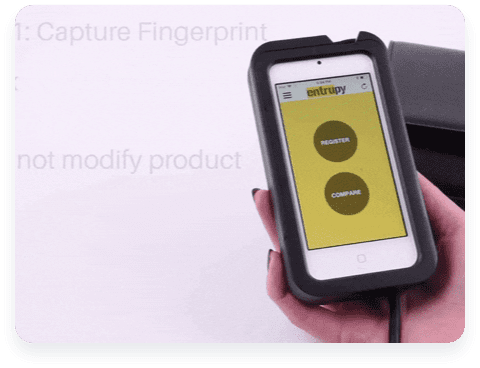 1: Capture Fingerprint
not modify product
entrupy
REGISTER
COMPARE